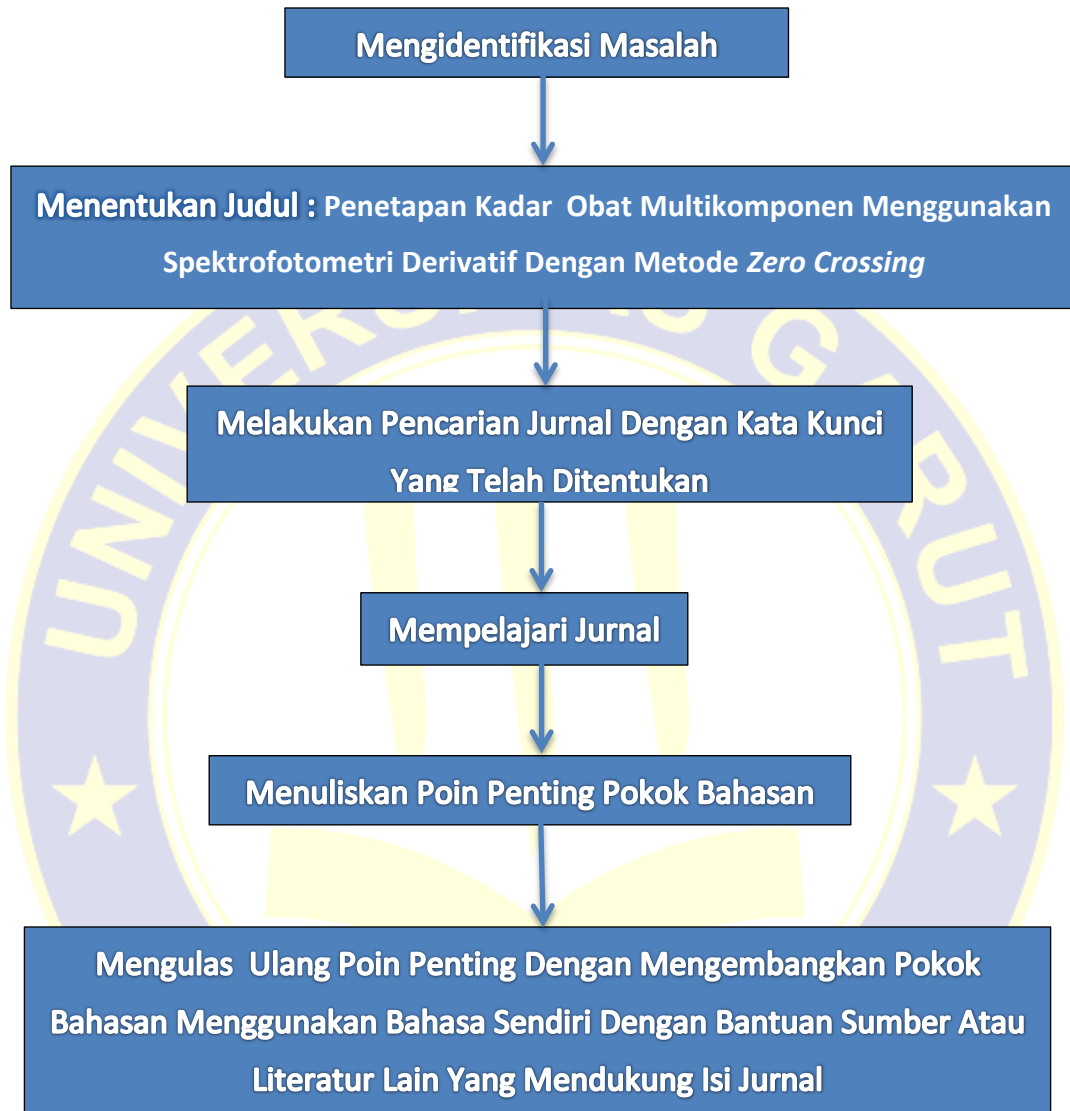 Mengidentifikasi Masalah
Menentukan Judul : Penetapan Kadar Obat Multikomponen Menggunakan
Spektrofotometri Derivatif Dengan Metode Zero Crossing
Melakukan Pencarian Jurnal Dengan Kata Kunci
Yang Telah Ditentukan
Mempelajari Jurnal
Menuliskan Poin Penting Pokok Bahasan
Mengulas Ulang Poin Penting Dengan Mengembangkan Pokok
Bahasan Menggunakan Bahasa Sendiri Dengan Bantuan Sumber Atau
Literatur Lain Yang Mendukung Isi Jurnal
UNIVERSITAS GARUT